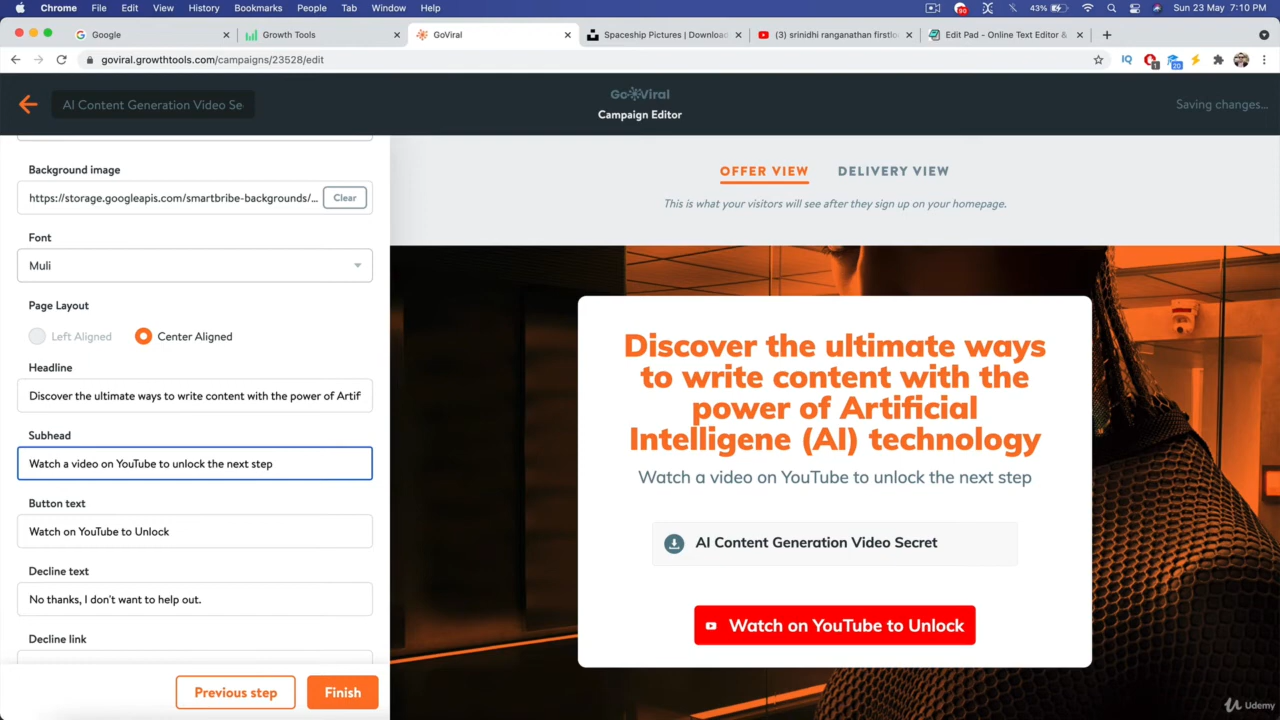 Chrome File Edit View History Bookmarks People Tab Window Help 90 43% Sun 23 May 7:10 PM
Google Growth Tools GoViral Spaceship Pictures | Download (3) srinidhi ranganathan firstlo Edit Pad - Online Text Editor &
goviral.growthtools.com/campaigns/23528/edit IQ 1 20
AI Content Generation Video Se
GoViral
Campaign Editor
Saving changes...
Background image
https://storage.googleapis.com/smartbribe-backgrounds/... Clear
Font
Muli
Page Layout
Left Aligned Center Aligned
Headline
Discover the ultimate ways to write content with the power of Artif
Subhead
Watch a video on YouTube to unlock the next step
Button text
Watch on YouTube to Unlock
Decline text
No thanks, I don't want to help out.
Decline link
Previous step Finish
OFFER VIEW DELIVERY VIEW
This is what your visitors will see after they sign up on your homepage.
Discover the ultimate ways
to write content with the
power of Artificial
Intelligene (AI) technology
Watch a video on YouTube to unlock the next step
AI Content Generation Video Secret
Watch on YouTube to Unlock
Udemy